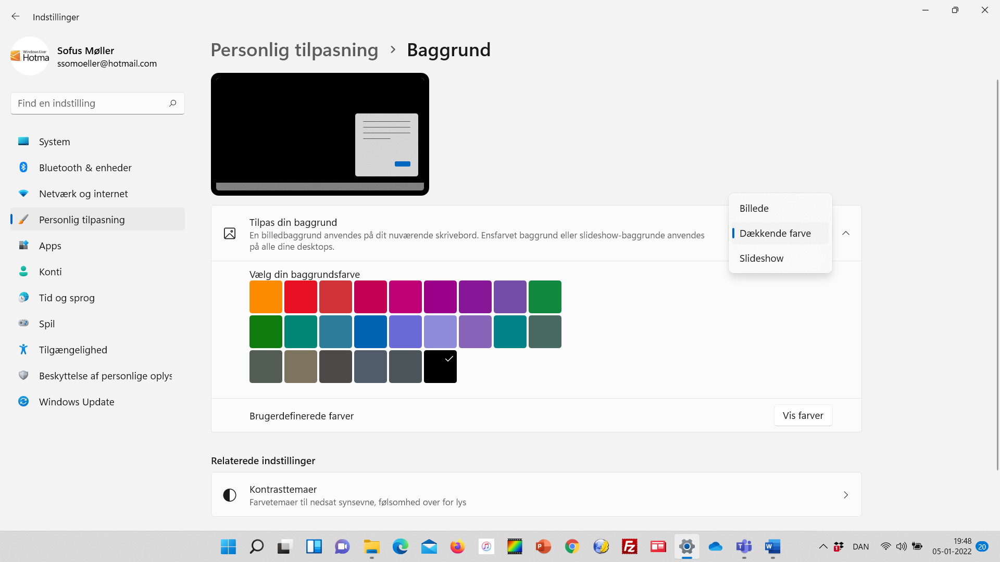 Indstillinger
Windows Live
Hotma
Sofus Møller
ssomoeller@hotmail.com
Find en indstilling
System
Bluetooth & enheder
Netværk og internet
Personlig tilpasning
Apps
Konti
Tid og sprog
Spil
Tilgængelighed
Beskyttelse af personlige oplys
Windows Update
Personlig tilpasning > Baggrund
Tilpas din baggrund
En billedbaggrund anvendes på dit nuværende skrivebord. Ensfarvet baggrund eller slideshow-baggrunde anvendes
på alle dine desktops.
Billede
Dækkende farve
Slideshow
Vælg din baggrundsfarve
Brugerdefinerede farver
Vis farver
Relaterede indstillinger
Kontrasttemaer
Farvetemaer til nedsat synsevne, følsomhed over for lys
P
Fz
T
W
1
DAN
19:48
05-01-2022
20